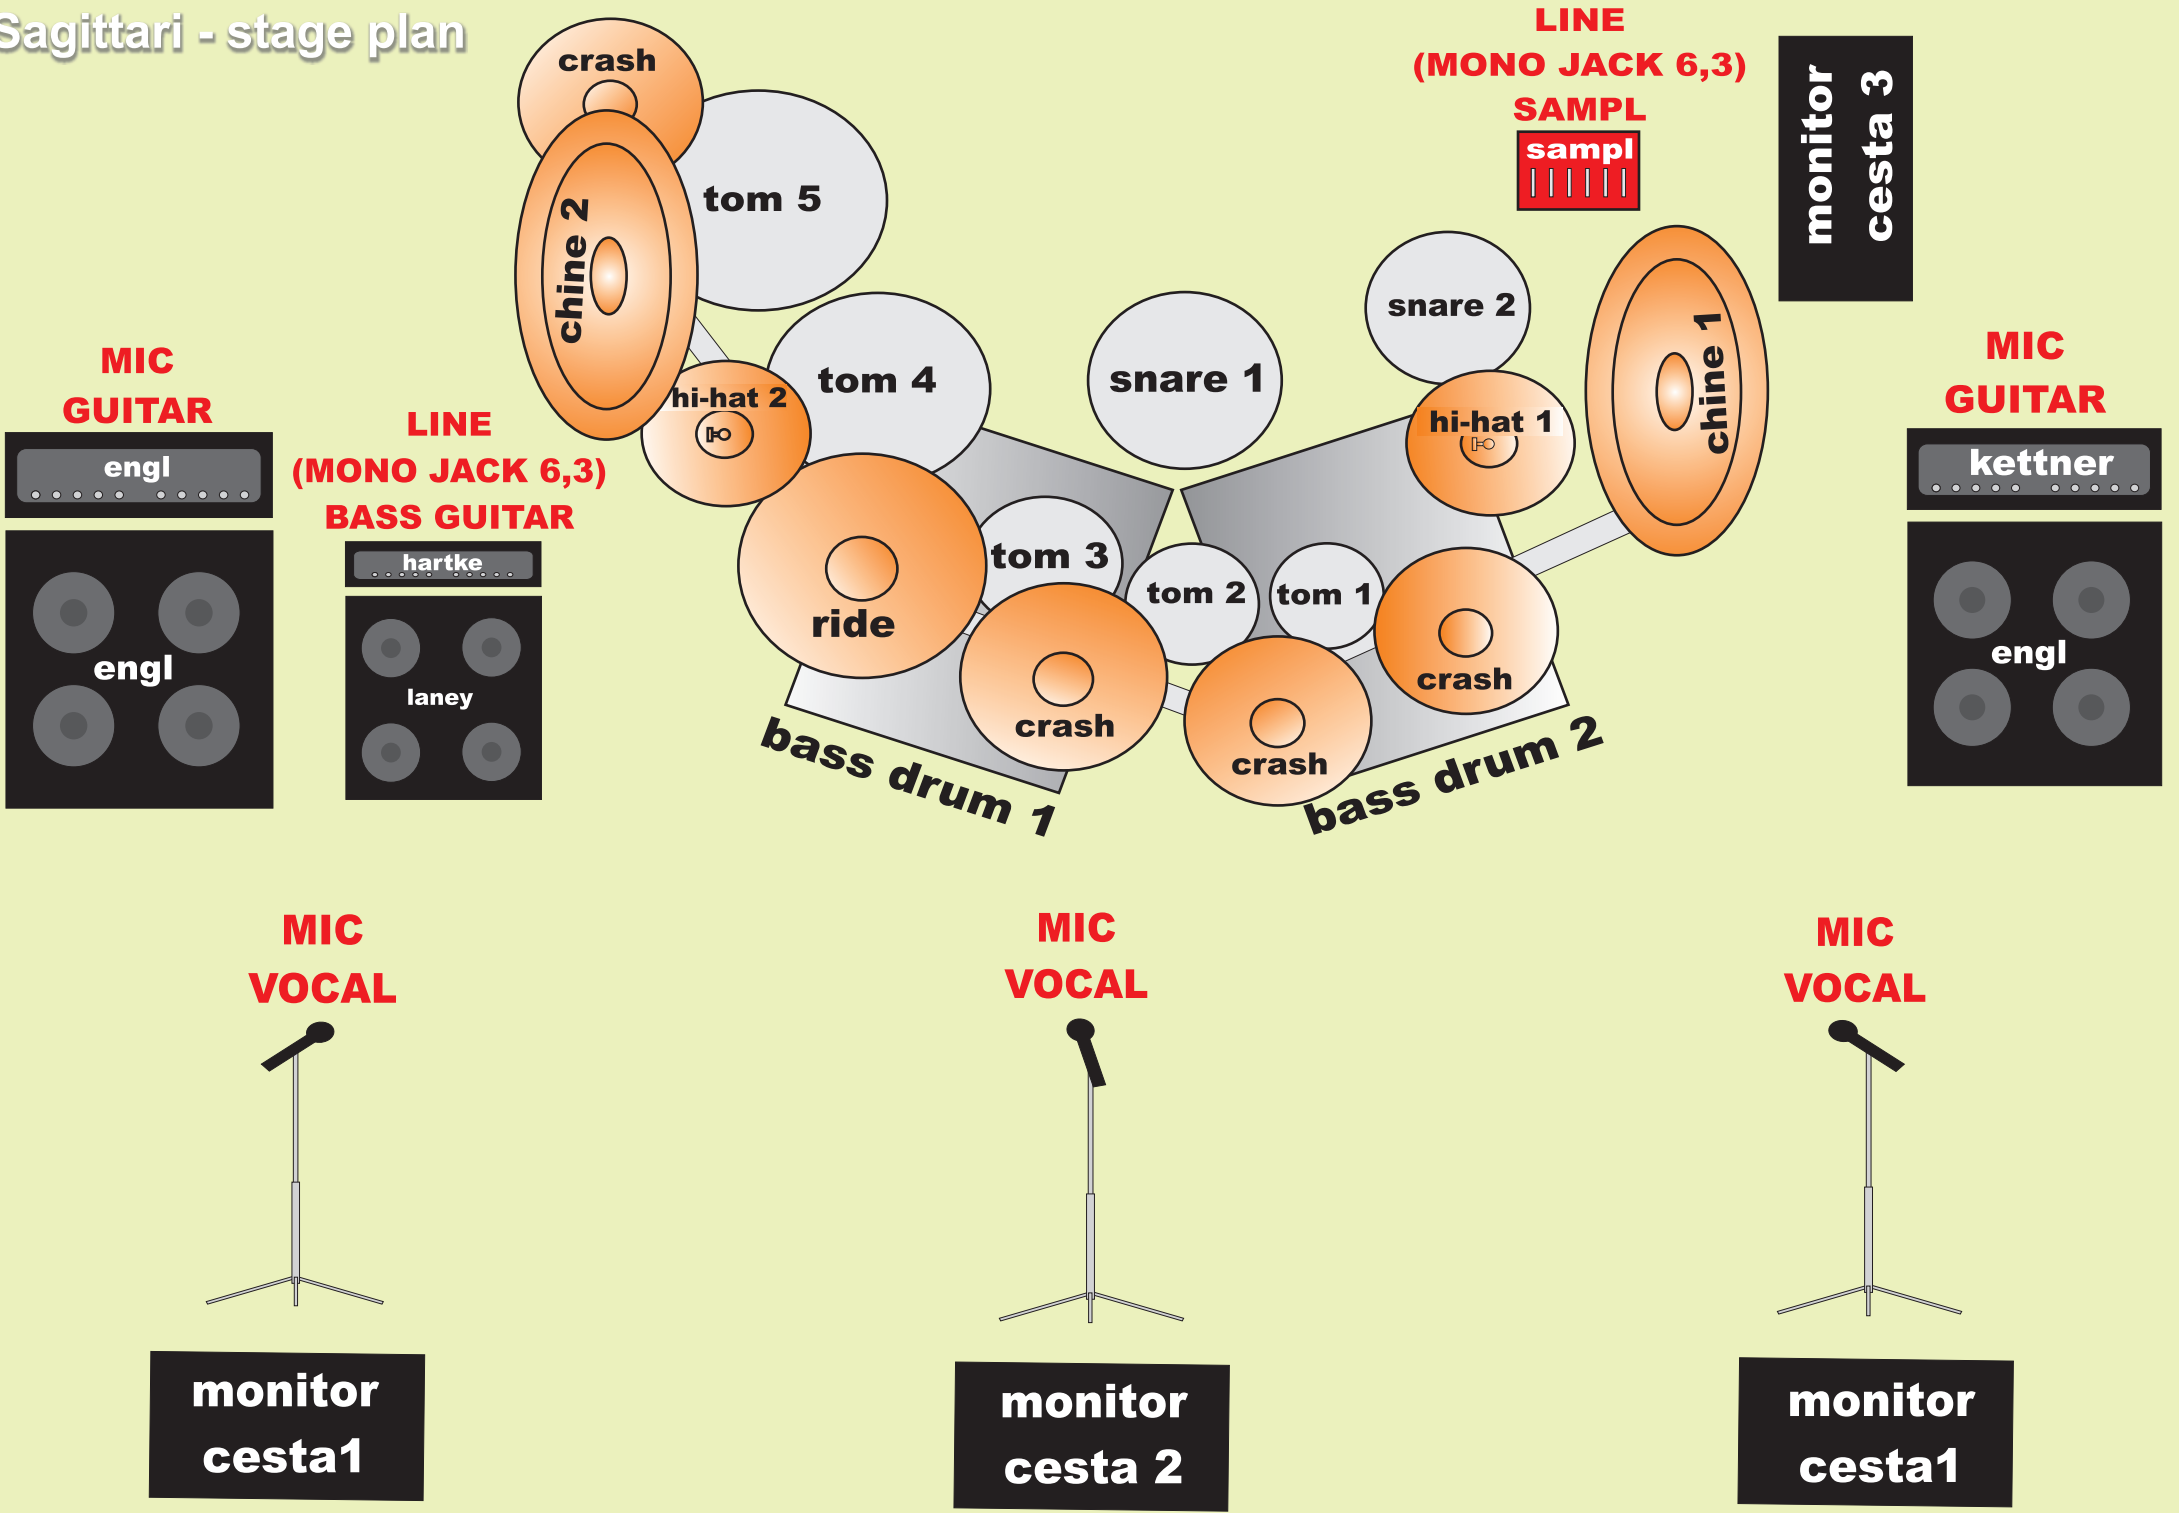 Sagittari - stage plan
crash
tom 5
chine 2
LINE
(MONO JACK 6,3)
SAMPL
sampl
monitor
cesta 3
snare 2
chine 1
MIC
GUITAR
engl
engl
LINE
(MONO JACK 6,3)
BASS GUITAR
hartke
laney
hi-hat 2
tom 4
snare 1
hi-hat 1
MIC
GUITAR
kettner
engl
ride
tom 3
tom 2
tom 1
crash
crash
crash
bass drum 1
bass drum 2
MIC
VOCAL
MIC
VOCAL
MIC
VOCAL
monitor
cesta1
monitor
cesta 2
monitor
cesta1